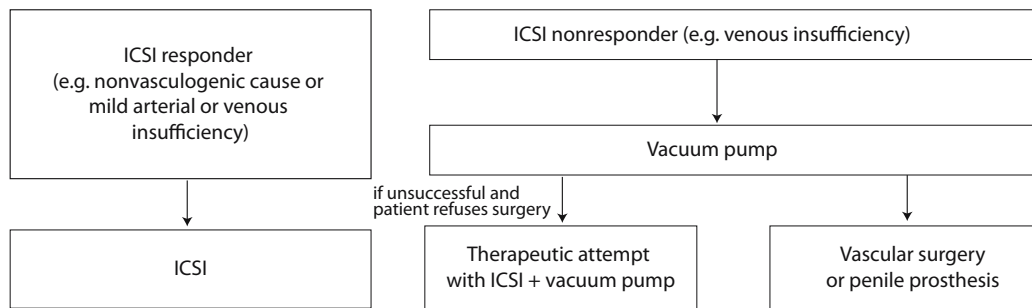 ICSI responder
(e.g. nonvasculogenic cause or
mild arterial or venous
insufficiency)
ICSI
ICSI nonresponder (e.g. venous insufficiency)
Vacuum pump
if unsuccessful and
patient refuses surgery
Therapeutic attempt
with ICSI + vacuum pump
Vascular surgery
or penile prosthesis